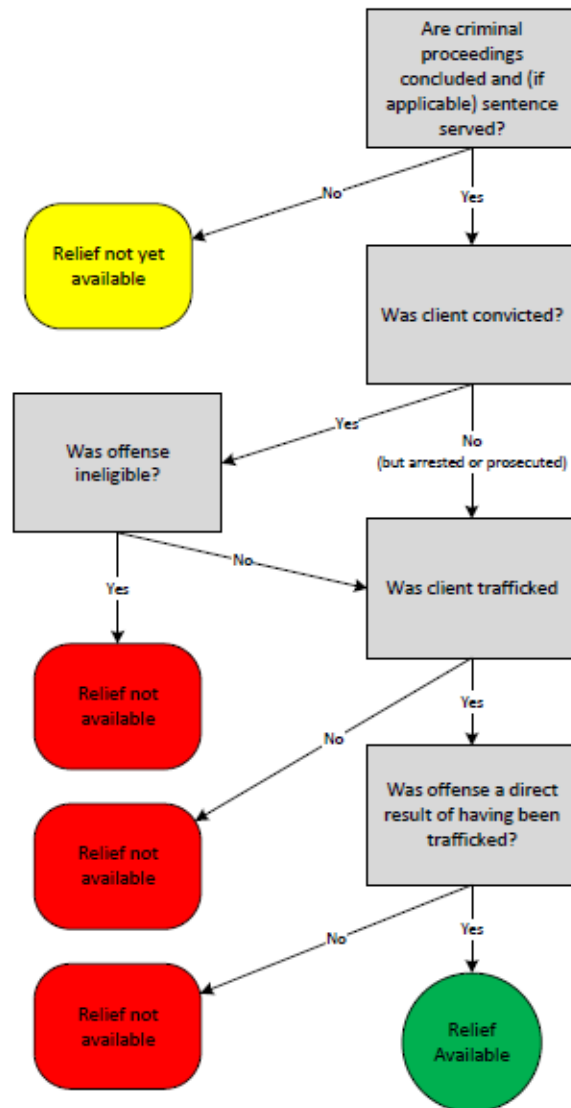 Are criminal
proceedings
concluded and (if
applicable) sentence
served?
No
Yes
Relief not yet
available
Was client convicted?
Yes
No
(but arrested or prosecuted)
Was offense
ineligible?
No
Yes
Was client trafficked
Relief not
available
No
Yes
Was offense a direct
result of having been
trafficked?
Relief not
available
No
Yes
Relief not
available
Relief
Available